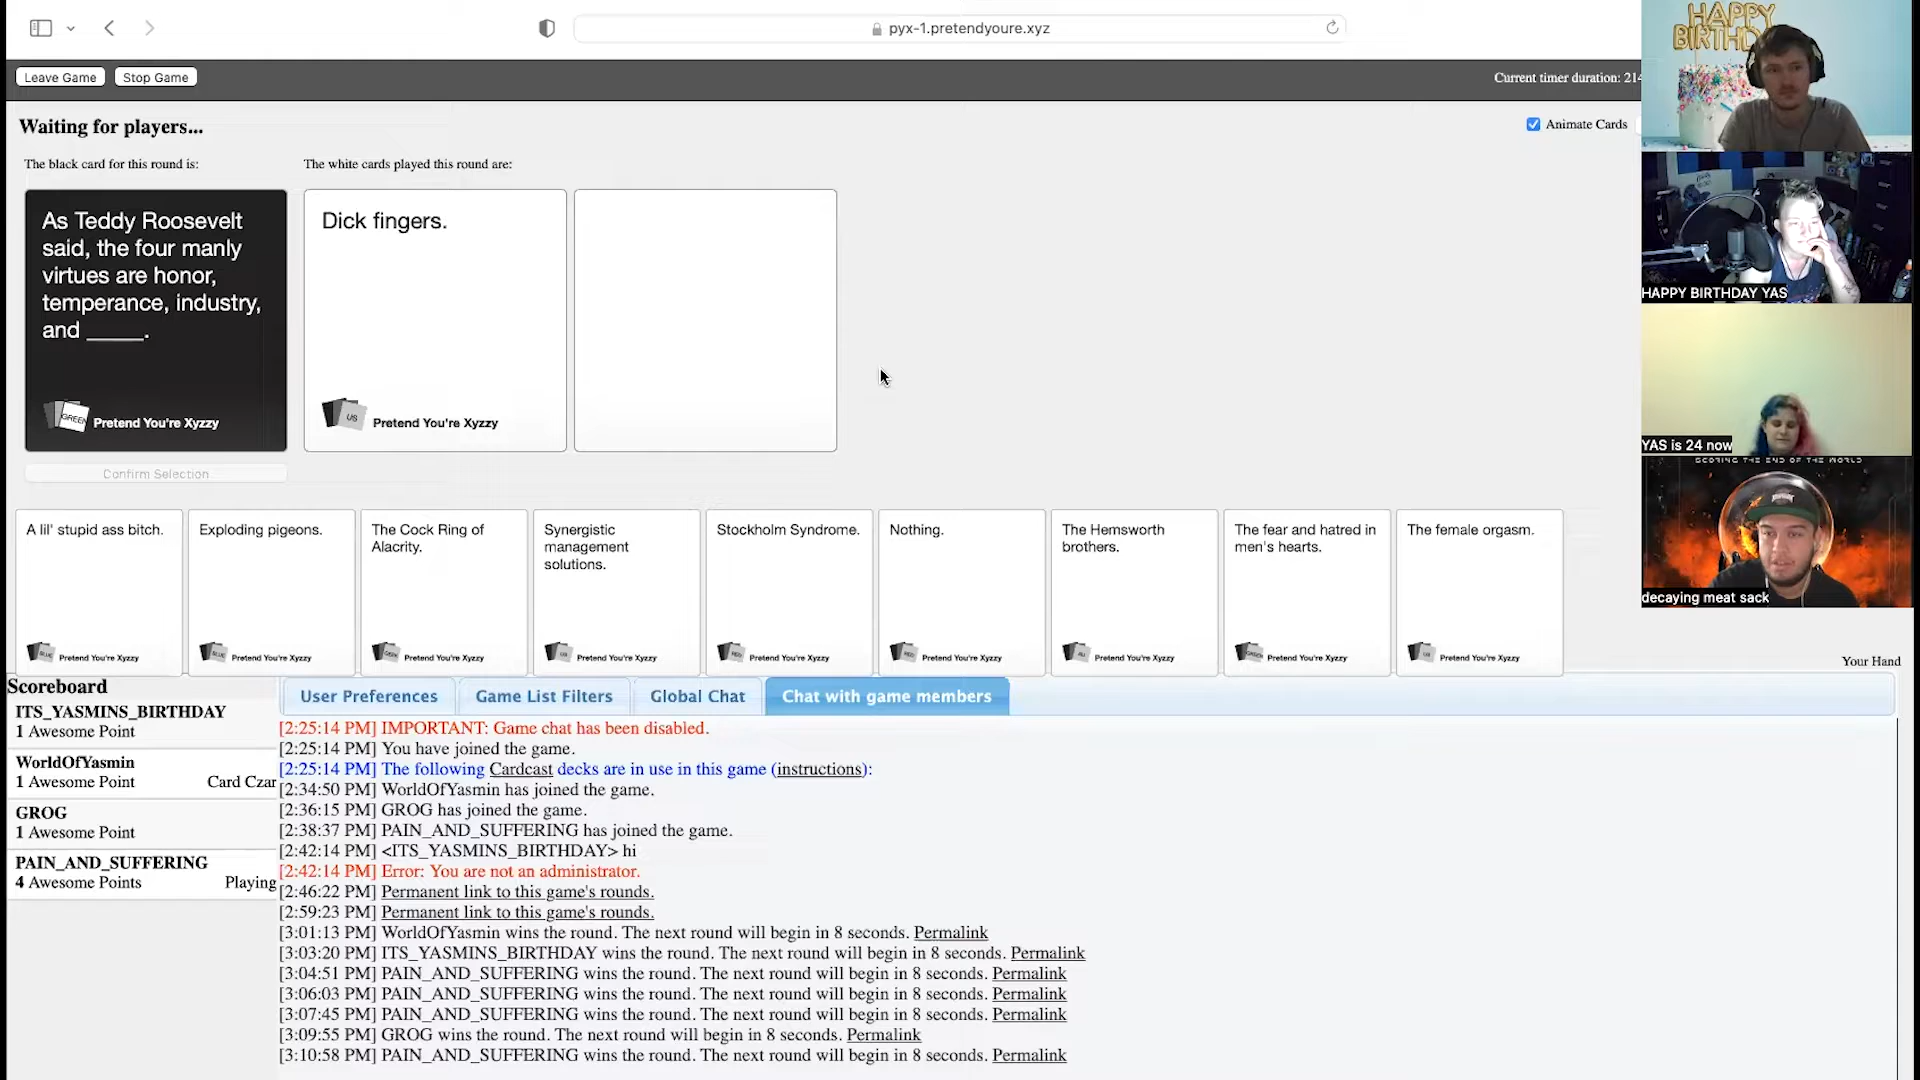 pyx-1.pretendyoure.xyz
Leave Game
Stop Game
Current timer duration: 214
Waiting for players...
Animate Cards
The black card for this round is:
The white cards played this round are:
As Teddy Roosevelt
said, the four manly
virtues are honor,
temperance, industry,
and _____.
GREEN
Pretend You're Xyzzy
Dick fingers.
US
Pretend You're Xyzzy
Confirm Selection
A lil' stupid ass bitch.
BLUE
Pretend You're Xyzzy
Exploding pigeons.
BLUE
Pretend You're Xyzzy
The Cock Ring of
Alacrity.
GEEK
Pretend You're Xyzzy
Synergistic
management
solutions.
US
Pretend You're Xyzzy
Stockholm Syndrome.
RED
Pretend You're Xyzzy
Nothing.
RED
Pretend You're Xyzzy
The Hemsworth
brothers.
AU
Pretend You're Xyzzy
The fear and hatred in
men's hearts.
GREEN
Pretend You're Xyzzy
The female orgasm.
US
Pretend You're Xyzzy
HAPPY
BIRTHD
HAPPY BIRTHDAY YAS
YAS is 24 now
SCORING THE END OF THE WORLD
decaying meat sack
Your Hand
Scoreboard
ITS_YASMINS_BIRTHDAY
1 Awesome Point
WorldOfYasmin
1 Awesome Point Card Czar
GROG
1 Awesome Point
PAIN_AND_SUFFERING
4 Awesome Points Playing
User Preferences
Game List Filters
Global Chat
Chat with game members
[2:25:14 PM] IMPORTANT: Game chat has been disabled.
[2:25:14 PM] You have joined the game.
[2:25:14 PM] The following Cardcast decks are in use in this game (instructions):
[2:34:50 PM] WorldOfYasmin has joined the game.
[2:36:15 PM] GROG has joined the game.
[2:38:37 PM] PAIN_AND_SUFFERING has joined the game.
[2:42:14 PM] <ITS_YASMINS_BIRTHDAY> hi
[2:42:14 PM] Error: You are not an administrator.
[2:46:22 PM] Permanent link to this game's rounds.
[2:59:23 PM] Permanent link to this game's rounds.
[3:01:13 PM] WorldOfYasmin wins the round. The next round will begin in 8 seconds. Permalink
[3:03:20 PM] ITS_YASMINS_BIRTHDAY wins the round. The next round will begin in 8 seconds. Permalink
[3:04:51 PM] PAIN_AND_SUFFERING wins the round. The next round will begin in 8 seconds. Permalink
[3:06:03 PM] PAIN_AND_SUFFERING wins the round. The next round will begin in 8 seconds. Permalink
[3:07:45 PM] PAIN_AND_SUFFERING wins the round. The next round will begin in 8 seconds. Permalink
[3:09:55 PM] GROG wins the round. The next round will begin in 8 seconds. Permalink
[3:10:58 PM] PAIN_AND_SUFFERING wins the round. The next round will begin in 8 seconds. Permalink